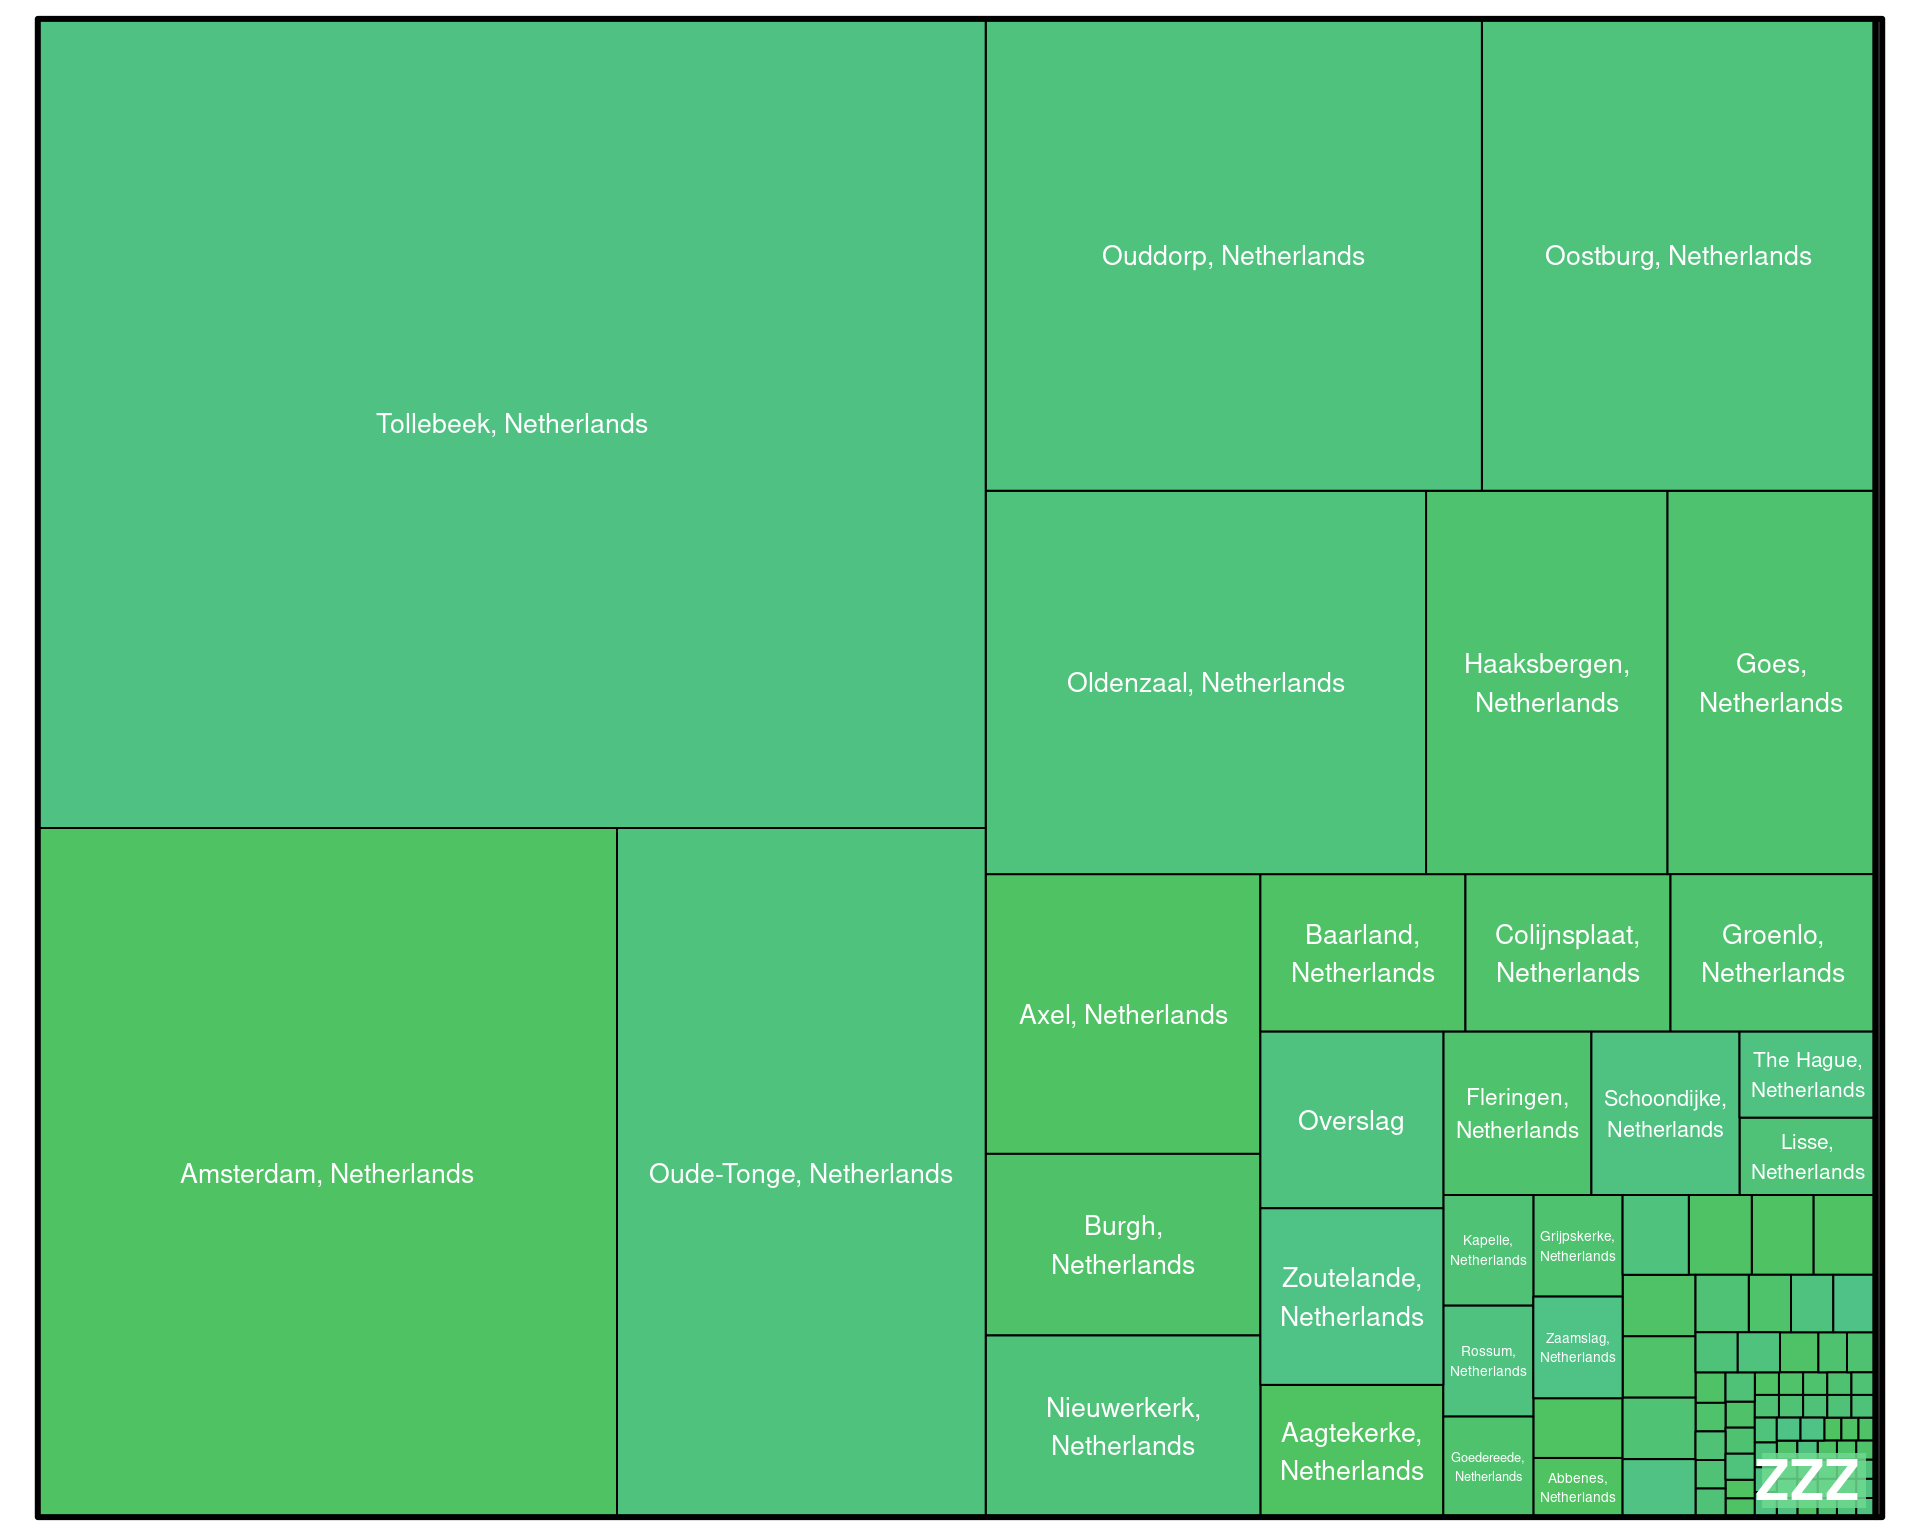 Tollebeek, Netherlands
Ouddorp, Netherlands
Oostburg, Netherlands
Oldenzaal, Netherlands
Haaksbergen,
Netherlands
Goes,
Netherlands
Amsterdam, Netherlands
Oude-Tonge, Netherlands
Axel, Netherlands
Burgh,
Netherlands
Nieuwerkerk,
Netherlands
Baarland,
Netherlands
Colijnsplaat,
Netherlands
Groenlo,
Netherlands
Overslag
Zoutelande,
Netherlands
Aagtekerke,
Netherlands
Fleringen,
Netherlands
Schoondijke,
Netherlands
The Hague,
Netherlands
Lisse,
Netherlands
Kapelle,
Netherlands
Rossum,
Netherlands
Goedereede,
Netherlands
Grijpskerke,
Netherlands
Zaamslag,
Netherlands
Abbenes,
Netherlands
ZZZ